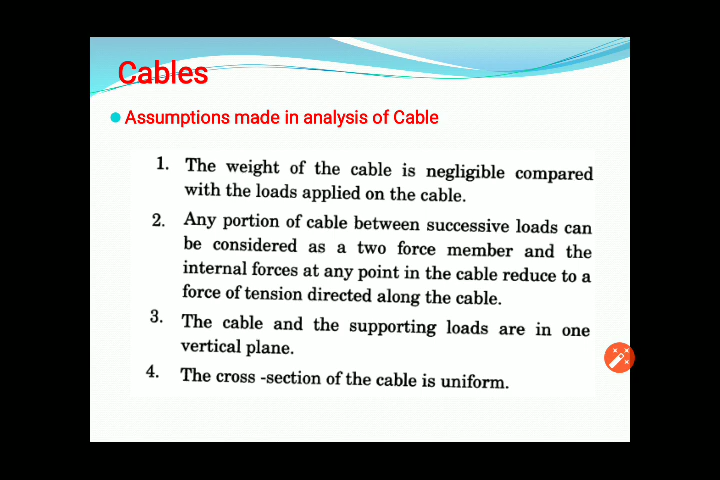 Cables
Assumptions made in analysis of Cable
1. The weight of the cable is negligible compared
with the loads applied on the cable.
2. Any portion of cable between successive loads can
be considered as a two force member and the
internal forces at any point in the cable reduce to a
force of tension directed along the cable.
3. The cable and the supporting loads are in one
vertical plane.
4. The cross -section of the cable is uniform.